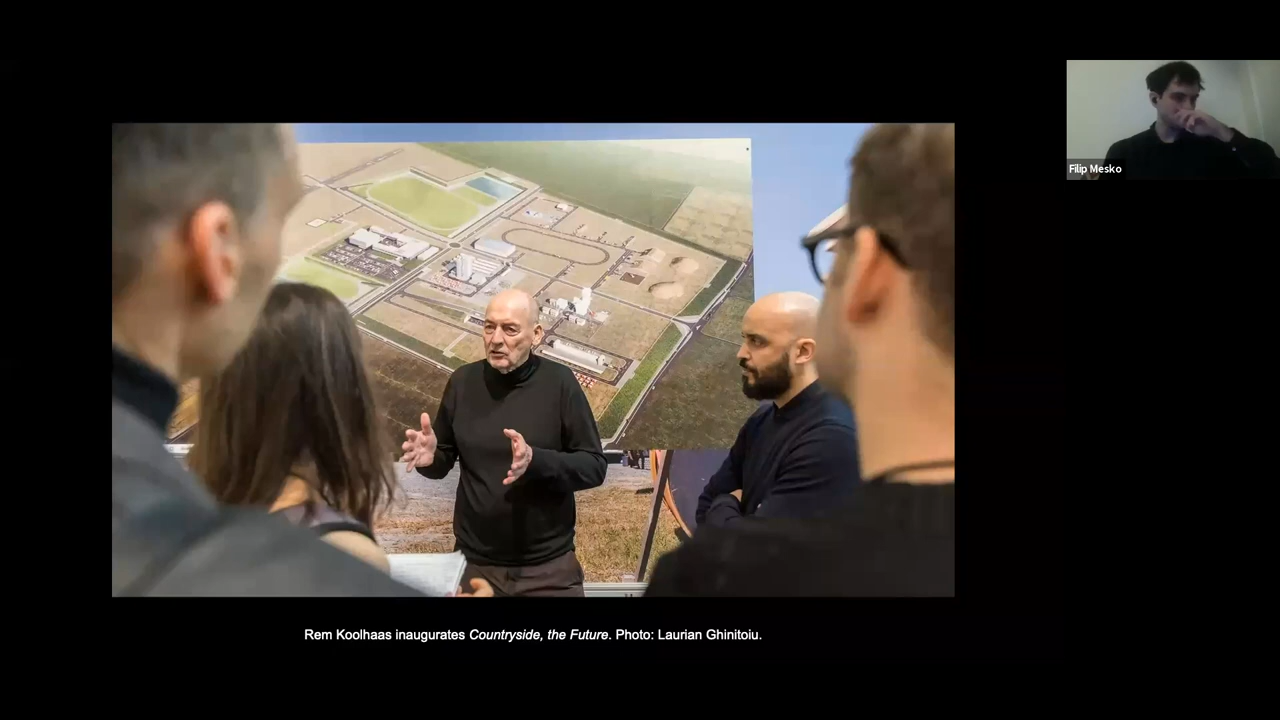 Filip Mesko
Rem Koolhaas inaugurates Countryside, the Future. Photo: Laurian Ghinitoiu.